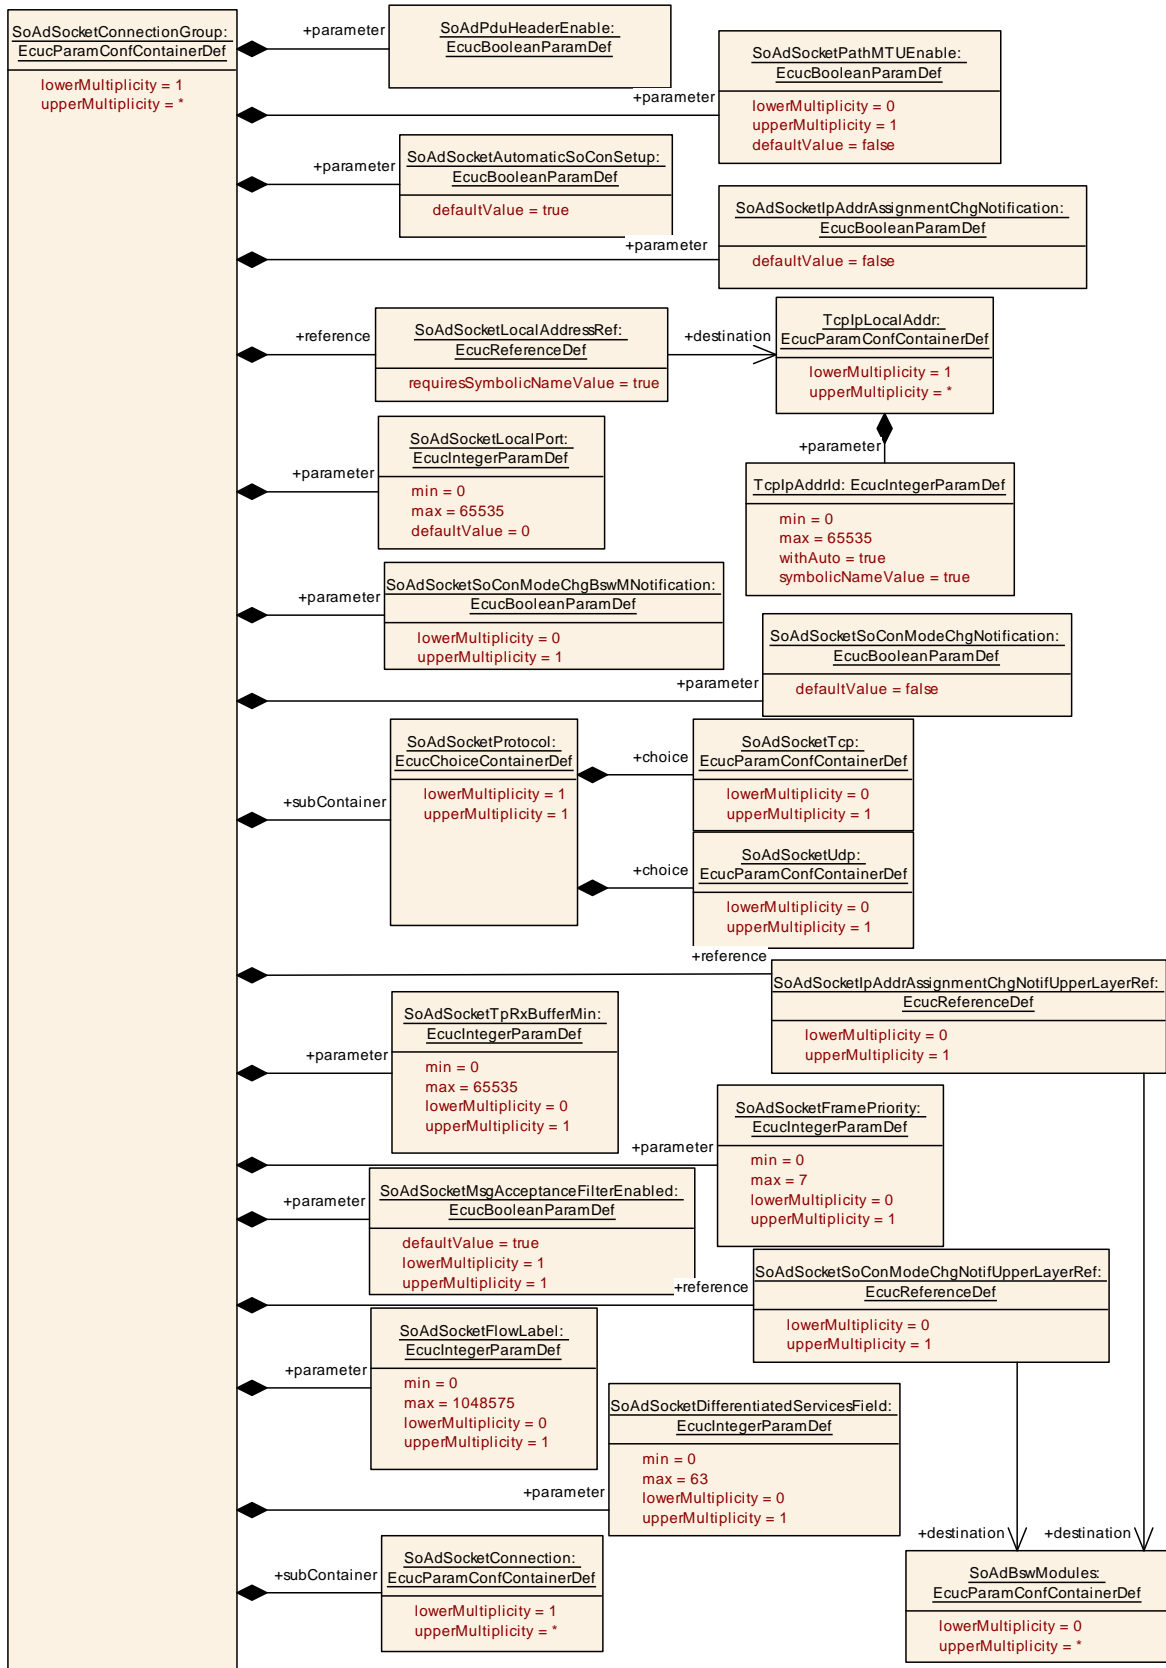 SoAdSocketConnectionGroup:
EcucParamConfContainerDef
lowerMultiplicity = 1
upperMultiplicity = *
+parameter
SoAdPduHeaderEnable:
EcucBooleanParamDef
+parameter
SoAdSocketPathMTUEnable:
EcucBooleanParamDef
lowerMultiplicity = 0
upperMultiplicity = 1
defaultValue = false
+parameter
SoAdSocketAutomaticSoConSetup:
EcucBooleanParamDef
defaultValue = true
+parameter
SoAdSocketIpAddrAssignmentChgNotification:
EcucBooleanParamDef
defaultValue = false
+reference
SoAdSocketLocalAddressRef:
EcucReferenceDef
requiresSymbolicNameValue = true
+destination
TcpIpLocalAddr:
EcucParamConfContainerDef
lowerMultiplicity = 1
upperMultiplicity = *
+parameter
TcpIpAddrId: EcucIntegerParamDef
min = 0
max = 65535
withAuto = true
symbolicNameValue = true
+parameter
SoAdSocketLocalPort:
EcucIntegerParamDef
min = 0
max = 65535
defaultValue = 0
+parameter
SoAdSocketSoConModeChgBswMNotification:
EcucBooleanParamDef
lowerMultiplicity = 0
upperMultiplicity = 1
+parameter
SoAdSocketSoConModeChgNotification:
EcucBooleanParamDef
defaultValue = false
+subContainer
SoAdSocketProtocol:
EcucChoiceContainerDef
lowerMultiplicity = 1
upperMultiplicity = 1
+choice
SoAdSocketTcp:
EcucParamConfContainerDef
lowerMultiplicity = 0
upperMultiplicity = 1
+choice
SoAdSocketUdp:
EcucParamConfContainerDef
lowerMultiplicity = 0
upperMultiplicity = 1
+reference
SoAdSocketIpAddrAssignmentChgNotifUpperLayerRef:
EcucReferenceDef
lowerMultiplicity = 0
upperMultiplicity = 1
+parameter
SoAdSocketTpRxBufferMin:
EcucIntegerParamDef
min = 0
max = 65535
lowerMultiplicity = 0
upperMultiplicity = 1
+parameter
SoAdSocketFramePriority:
EcucIntegerParamDef
min = 0
max = 7
lowerMultiplicity = 0
upperMultiplicity = 1
+parameter
SoAdSocketMsgAcceptanceFilterEnabled:
EcucBooleanParamDef
defaultValue = true
lowerMultiplicity = 1
upperMultiplicity = 1
+reference
SoAdSocketSoConModeChgNotifUpperLayerRef:
EcucReferenceDef
lowerMultiplicity = 0
upperMultiplicity = 1
+parameter
SoAdSocketFlowLabel:
EcucIntegerParamDef
min = 0
max = 1048575
lowerMultiplicity = 0
upperMultiplicity = 1
+parameter
SoAdSocketDifferentiatedServicesField:
EcucIntegerParamDef
min = 0
max = 63
lowerMultiplicity = 0
upperMultiplicity = 1
+subContainer
SoAdSocketConnection:
EcucParamConfContainerDef
lowerMultiplicity = 1
upperMultiplicity = *
+destination
+destination
SoAdBswModules:
EcucParamConfContainerDef
lowerMultiplicity = 0
upperMultiplicity = *